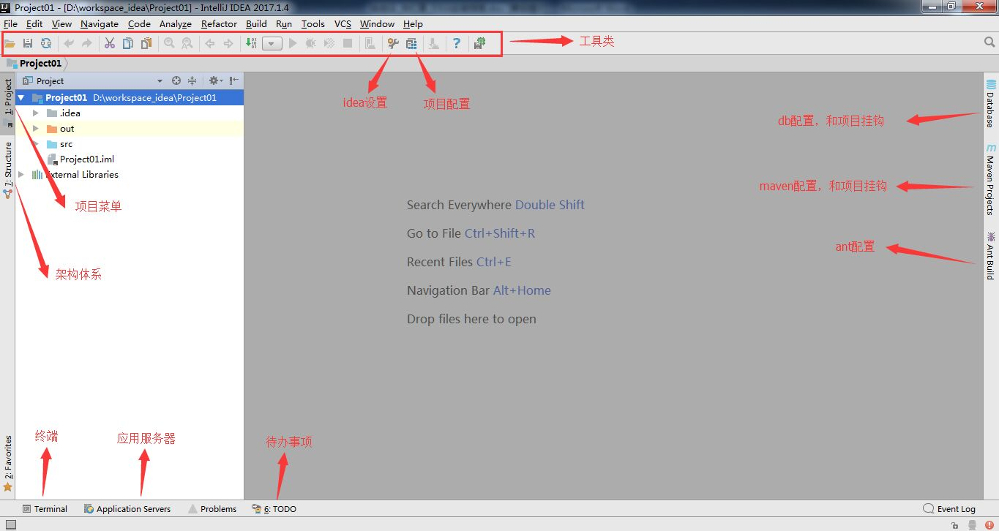 Project01 - [D:\workspace_idea\Project01] - IntelliJ IDEA 2017.1.4
File Edit View Navigate Code Analyze Refactor Build Run Tools VCS Window Help
工具类
Project01
Project
Project01 D:\workspace_idea\Project01
.idea
out
src
Project01.iml
External Libraries
1: Project
7: Structure
2: Favorites
idea设置
项目配置
项目菜单
架构体系
Search Everywhere Double Shift
Go to File Ctrl+Shift+R
Recent Files Ctrl+E
Navigation Bar Alt+Home
Drop files here to open
db配置，和项目挂钩
maven配置，和项目挂钩
ant配置
Database
Maven Projects
Ant Build
终端
应用服务器
待办事项
Terminal Application Servers Problems 6: TODO Event Log